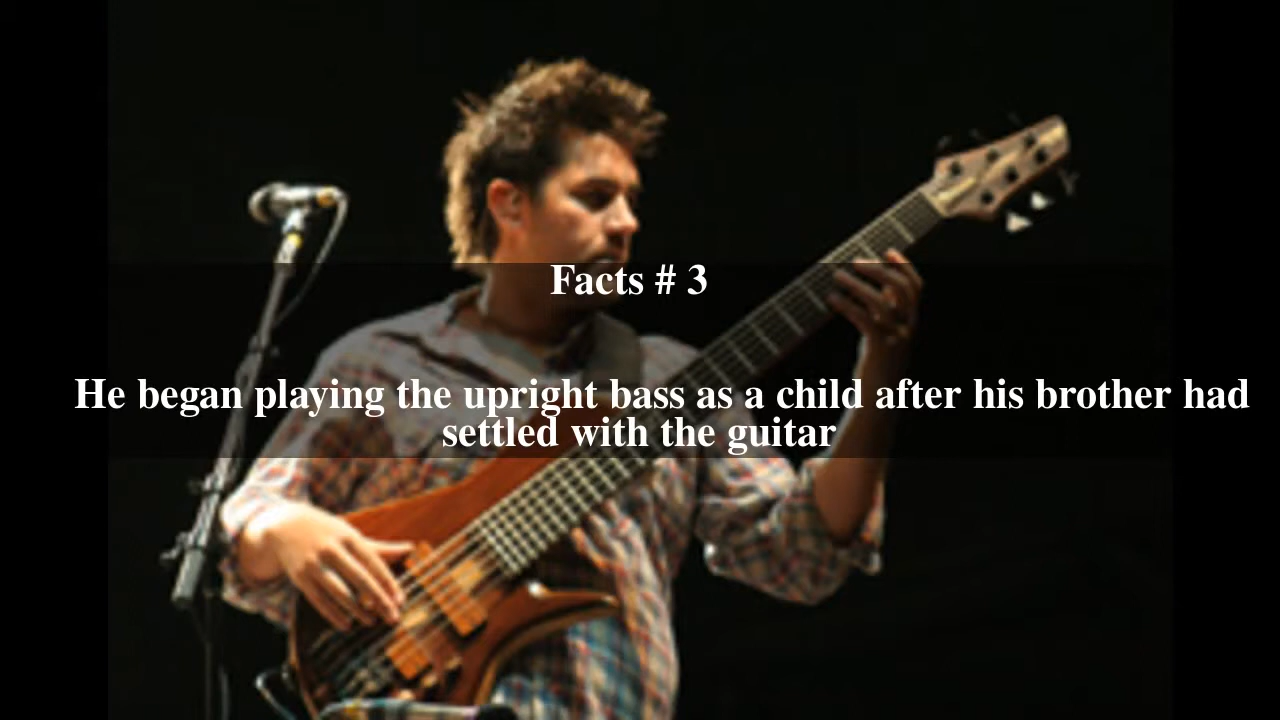 Facts # 3
He began playing the upright bass as a child after his brother had
settled with the guitar